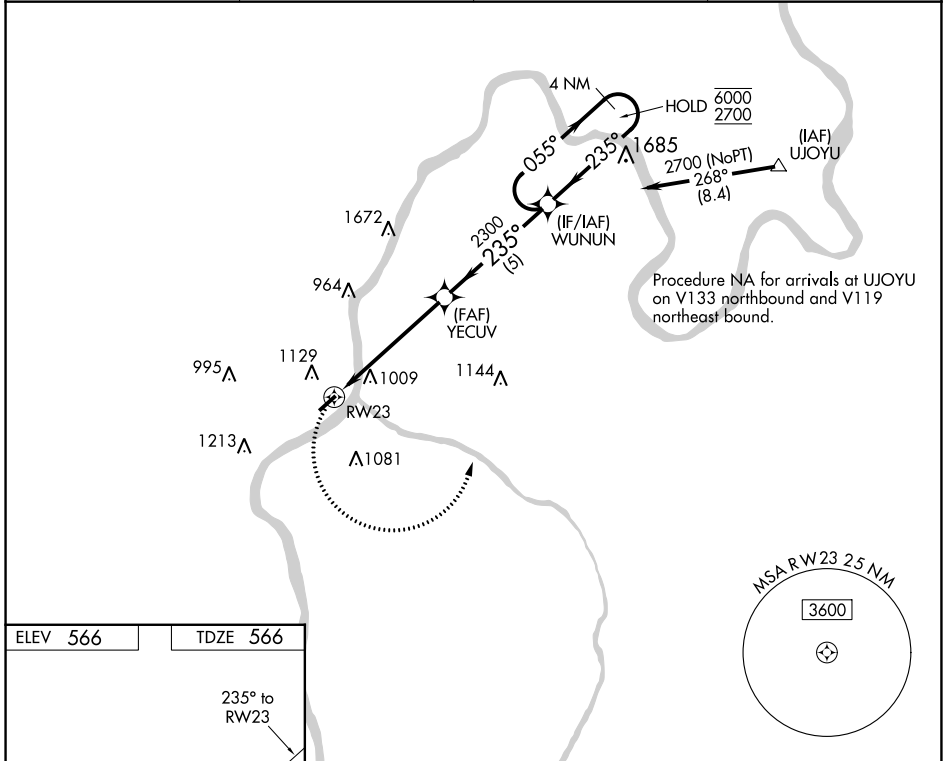 4 NM
HOLD 6000
2700
(IAF)
UJOYU
055°
235°
1685
2700 (NoPT)
268°
(8.4)
1672
2300
235°
(5)
(IF/IAF)
WUNUN
964
Procedure NA for arrivals at UJOYU
on V133 northbound and V119
northeast bound.
(FAF)
YECUV
995
1129
1009
1144
RW23
1213
1081
MSA RW23 25 NM
3600
ELEV 566
TDZE 566
235° to
RW23